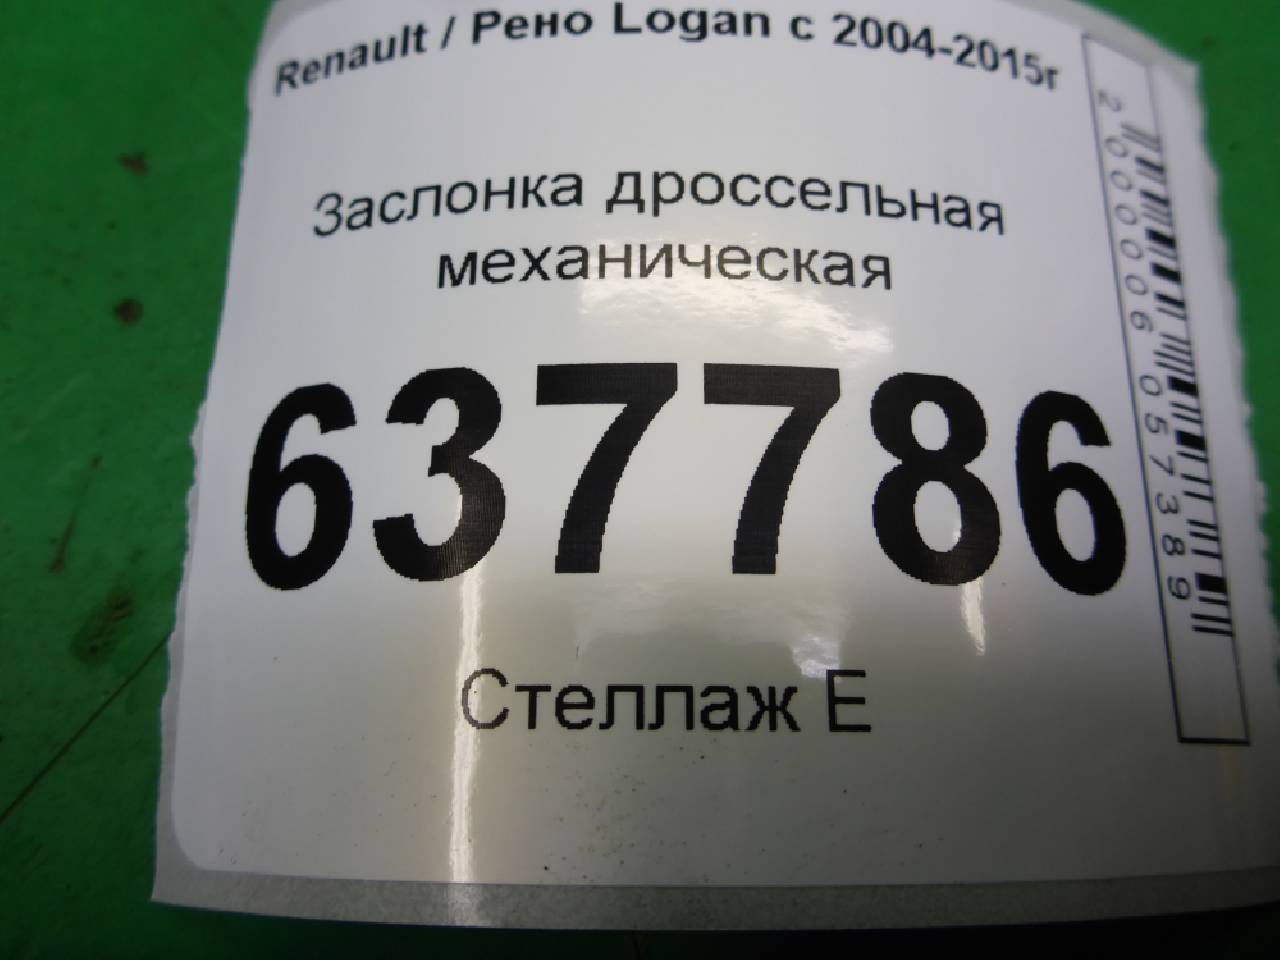 Renault / Рено Logan с 2004-2015г
Заслонка дроссельная
механическая
637786
Стеллаж Е
2000006057389